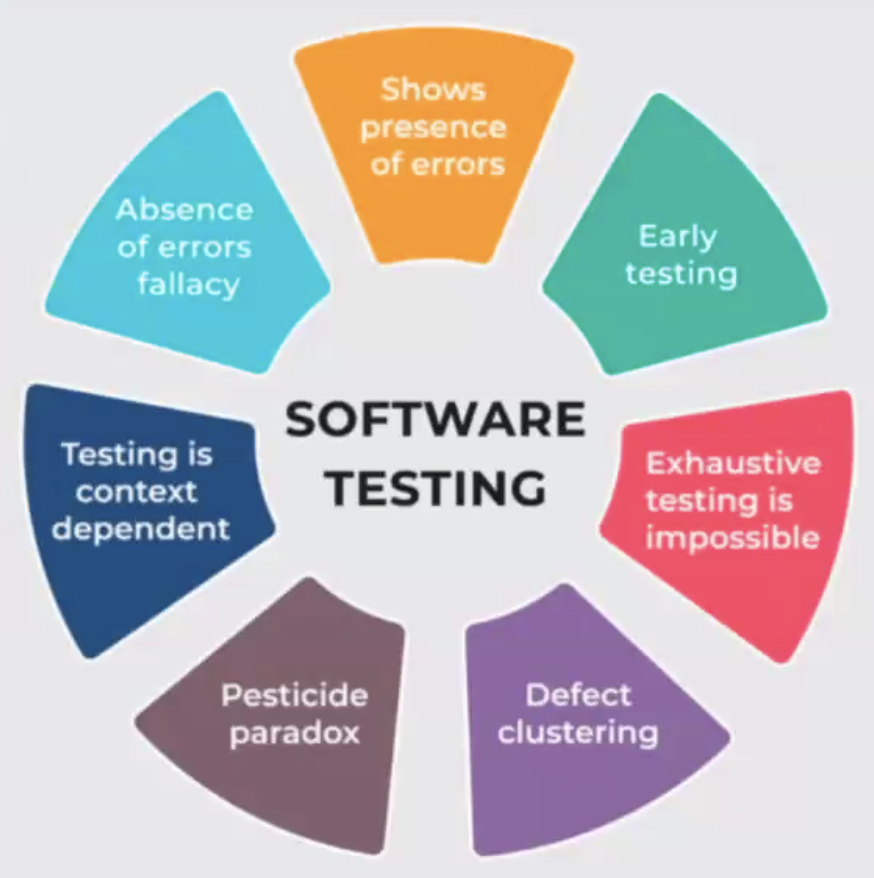 Shows
presence
of errors
Early
testing
Exhaustive
testing is
impossible
Defect
clustering
Pesticide
paradox
Testing is
context
dependent
Absence
of errors
fallacy
SOFTWARE
TESTING